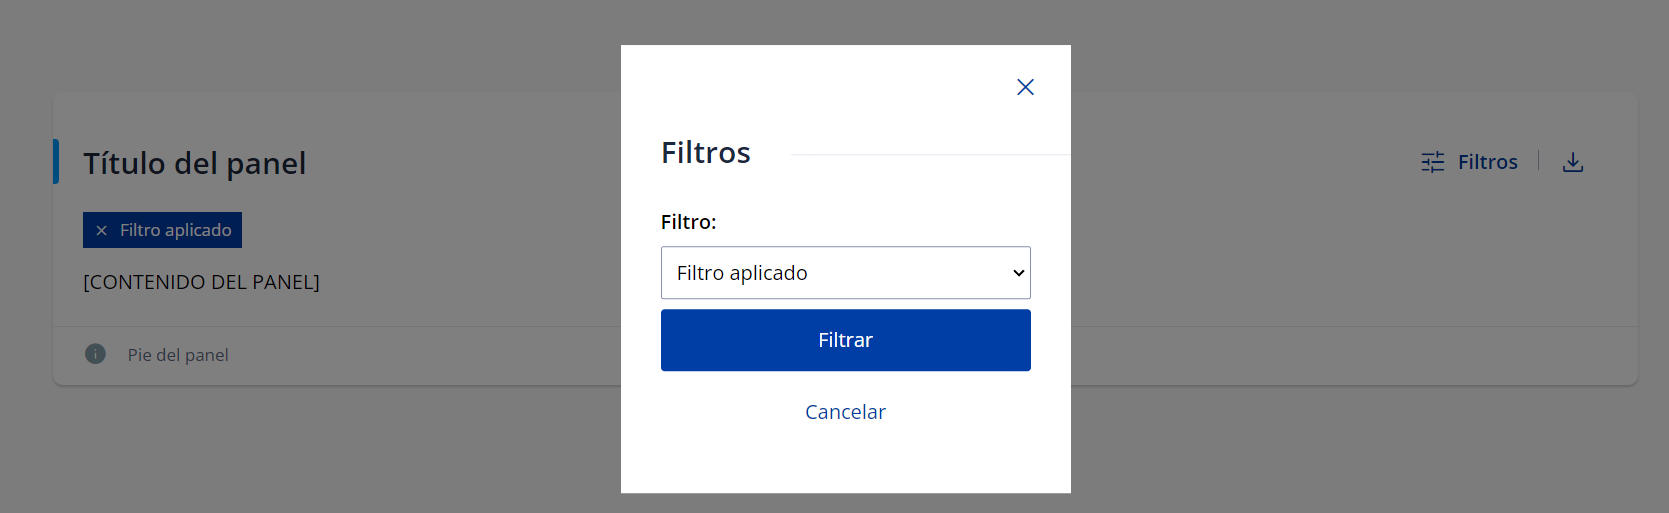 Título del panel
Filtros
Filtro aplicado
[CONTENIDO DEL PANEL]
Pie del panel
Filtros
Filtro:
Filtro aplicado
Filtrar
Cancelar